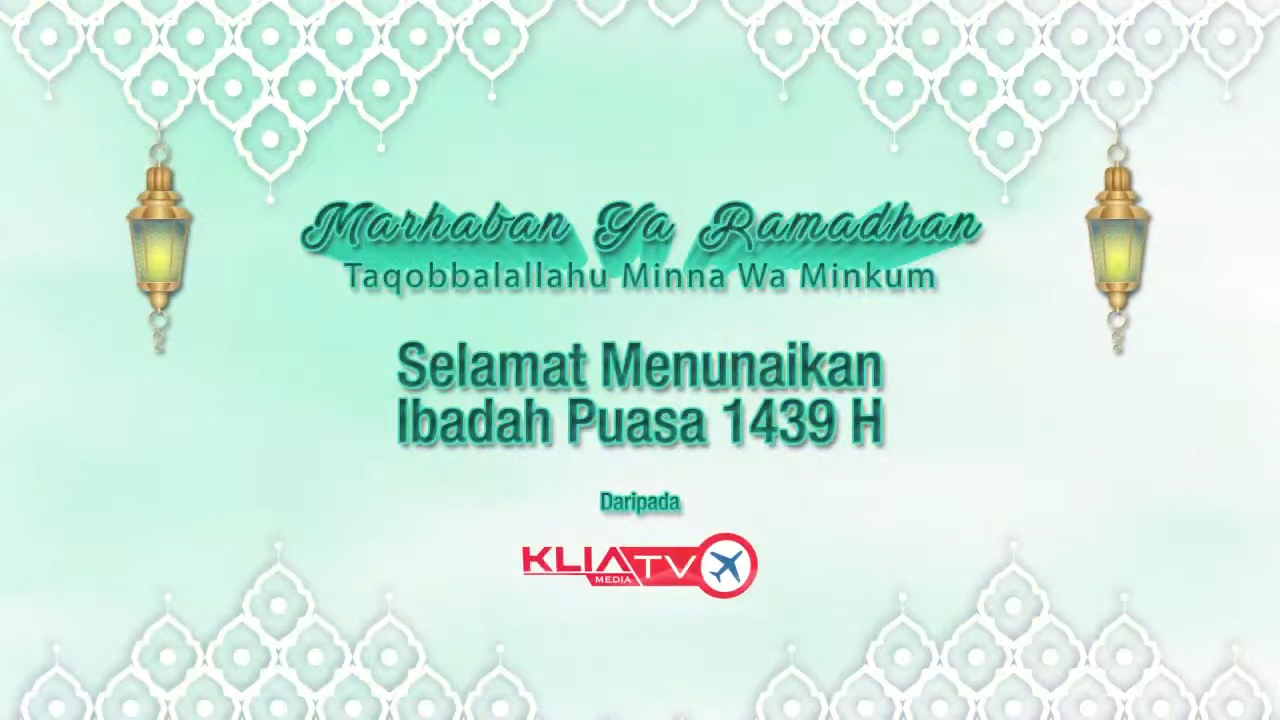 Marhaban Ya Ramadhan
Taqobbalallahu Minna Wa Minkum
Selamat Menunaikan
Ibadah Puasa 1439 H
Daripada
KLIA TV
MEDIA